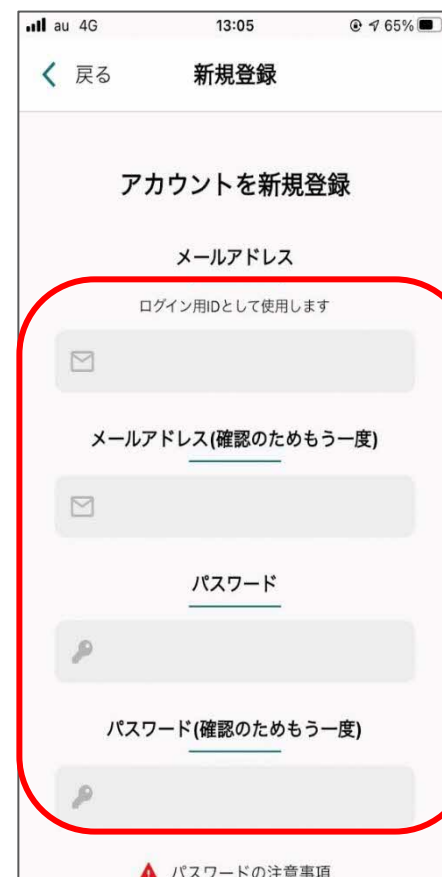 au 4G 13:05 65%
戻る 新規登録
アカウントを新規登録
メールアドレス
ログイン用IDとして使用します
メールアドレス(確認のためもう一度)
パスワード
パスワード(確認のためもう一度)
パスワードの注意事項